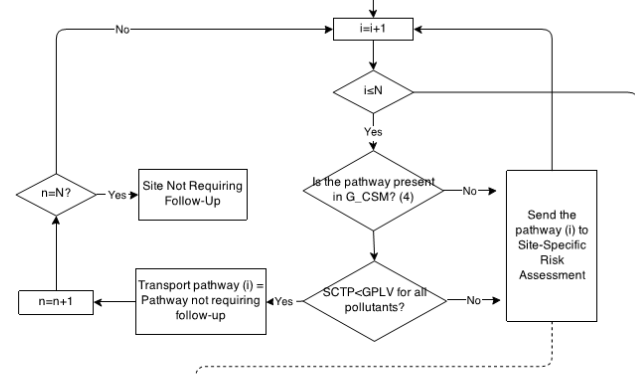 No
i=i+1
i≤N
Yes
Is the pathway present
in G_CSM? (4)
No
n=N?
Yes
Site Not Requiring
Follow-Up
Send the
pathway (i) to
Site-Specific
Risk
Assessment
n=n+1
Transport pathway (i) =
Pathway not requiring
follow-up
Yes
SCTP<GPLV for all
pollutants?
No